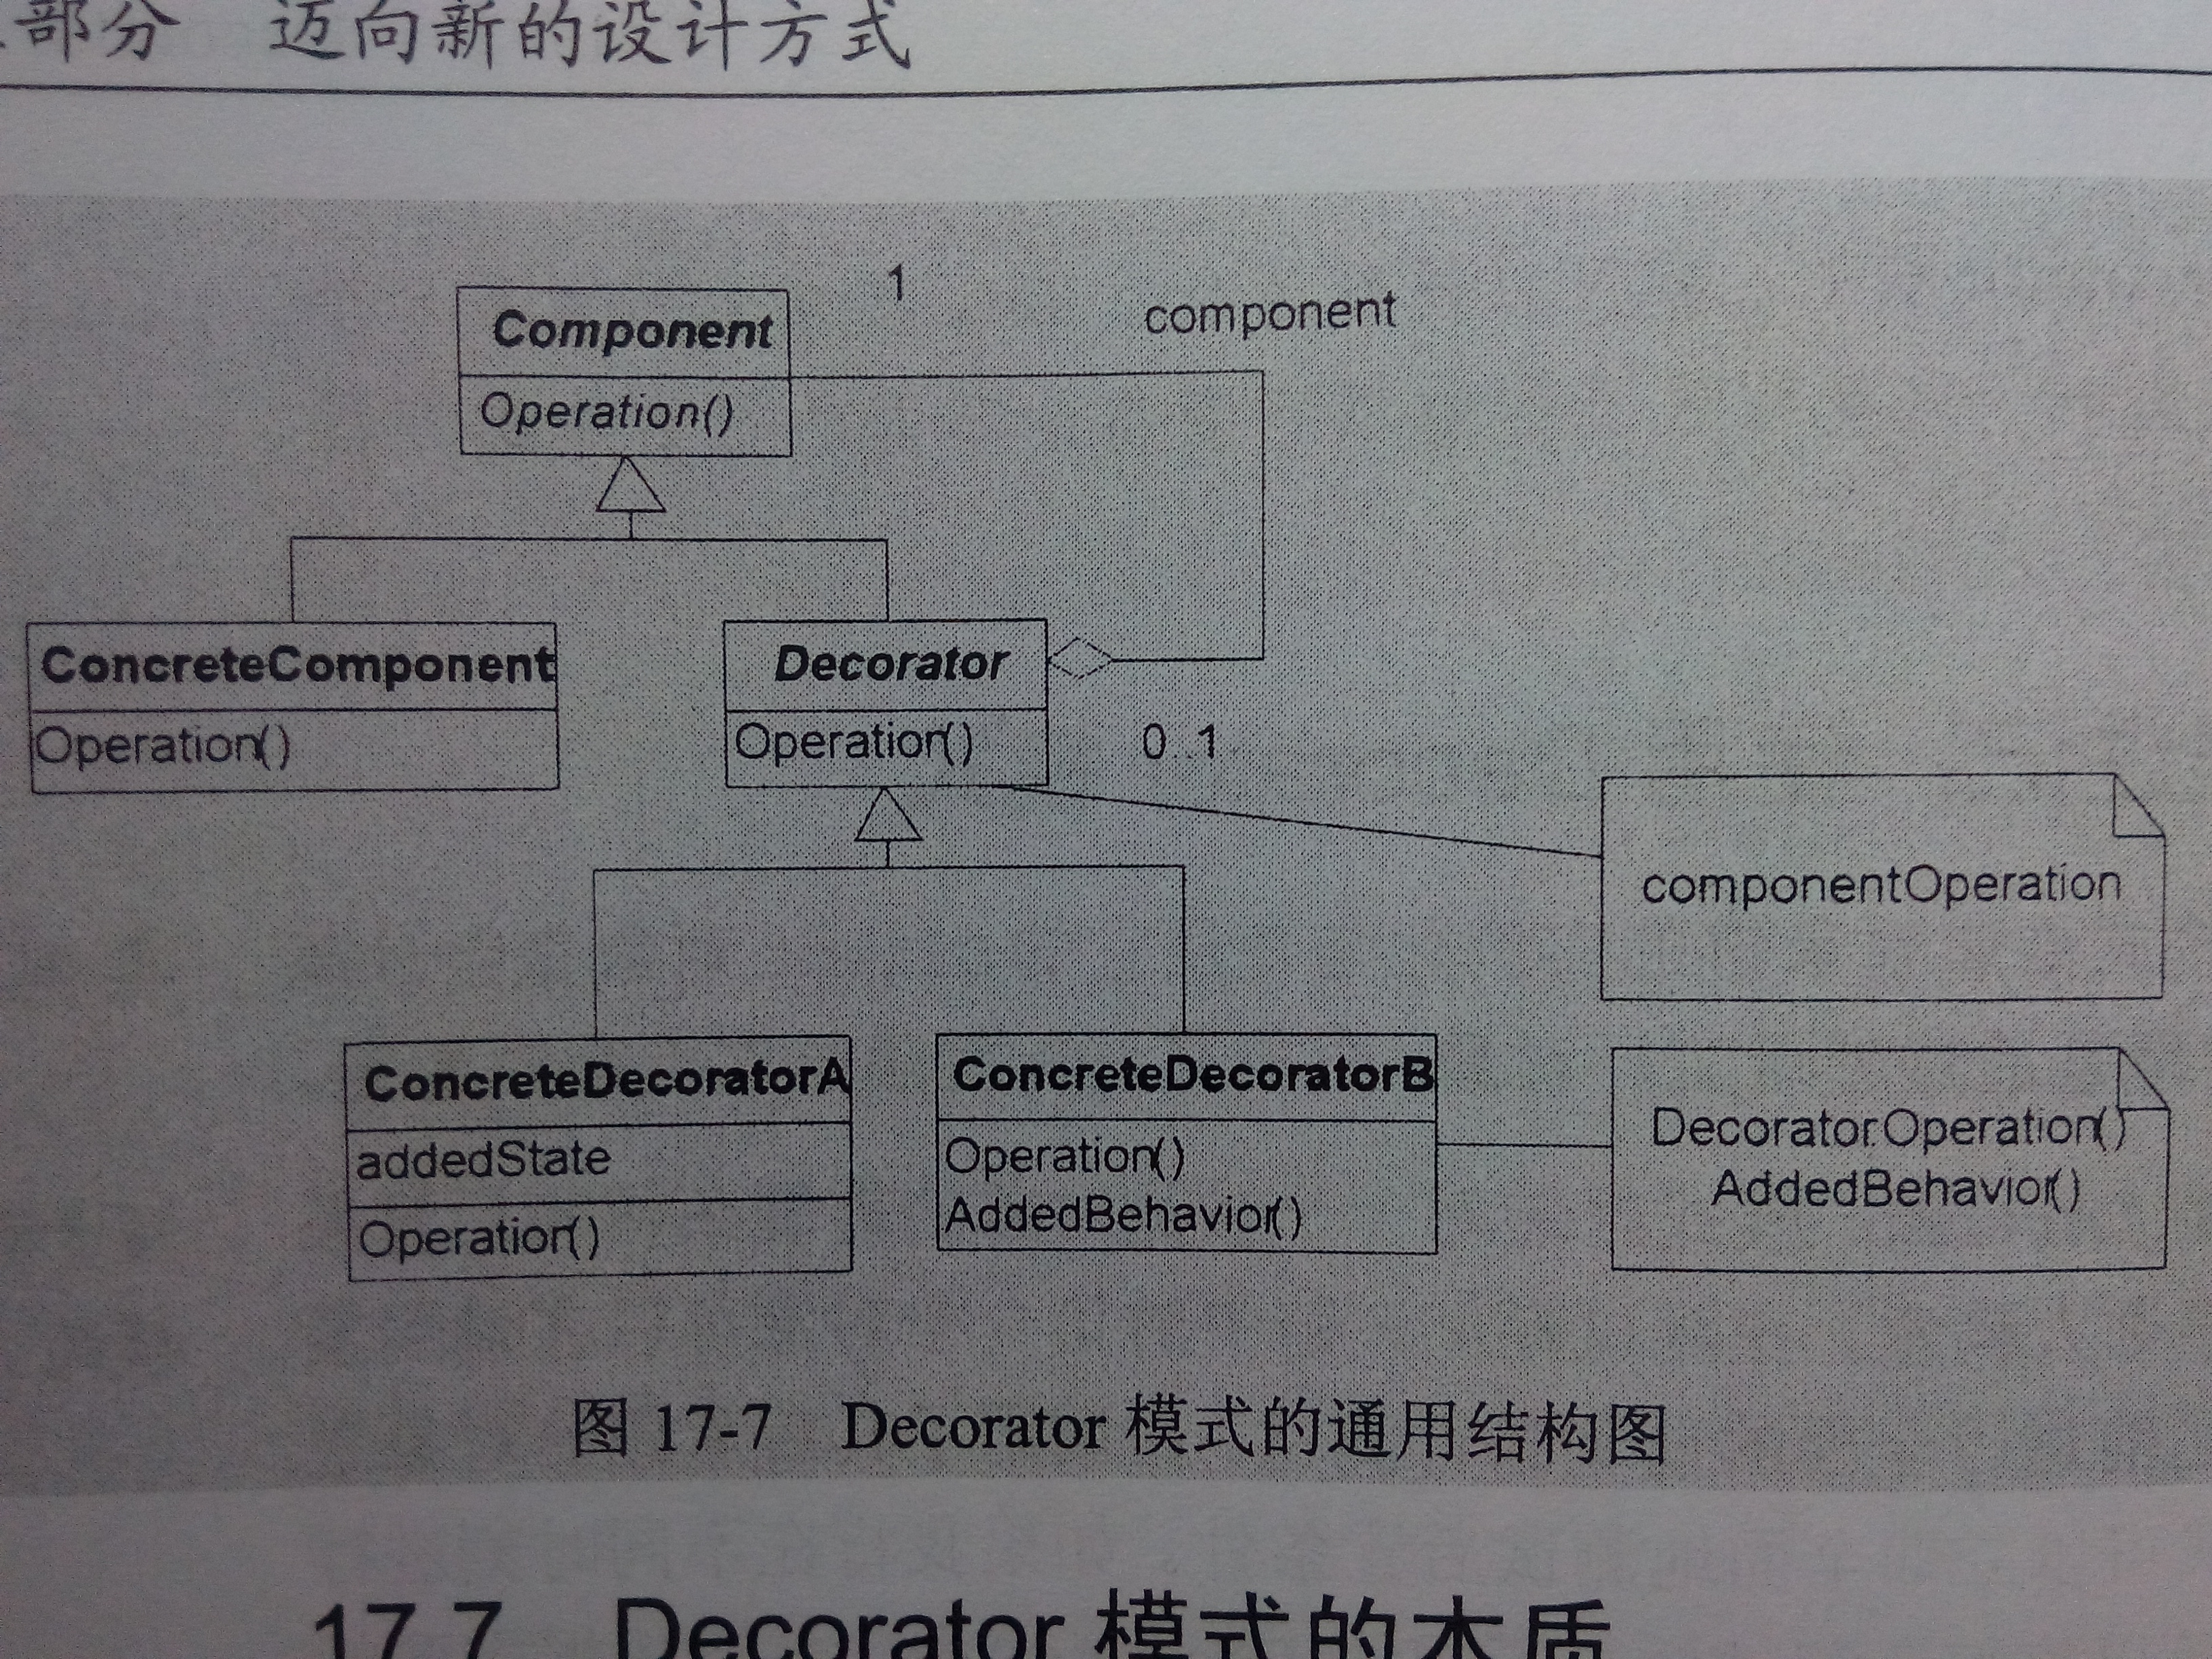 部分 迈向新的设计方式
1
component
Component
Operation()
ConcreteComponent
Operation()
Decorator
Operation()
0..1
componentOperation
ConcreteDecoratorA
addedState
Operation()
ConcreteDecoratorB
Operation()
AddedBehavior()
Decorator.Operation()
AddedBehavior()
图 17-7 Decorator 模式的通用结构图
17.7 Decorator 模式的本质